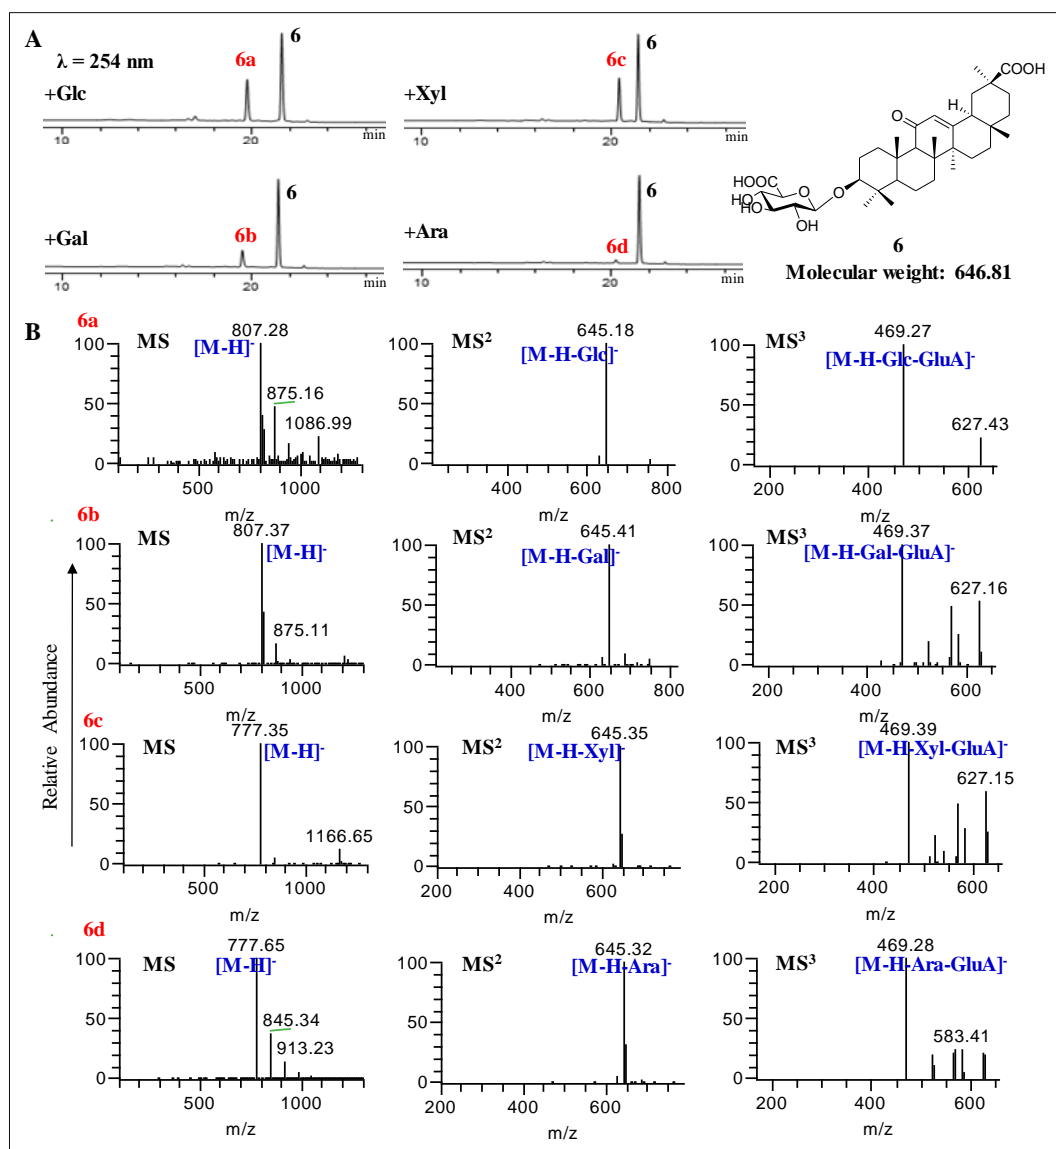 A
λ = 254 nm
+Glc
6a
6
10
20
min
+Xyl
6c
6
10
20
min
+Gal
6b
6
10
20
min
+Ara
6d
6
10
20
min
COOH
H
O
HOOC
HO
HO
O
O
OH
6
Molecular weight: 646.81
B
Relative Abundance
6a
MS
807.28
[M-H]-
875.16
1086.99
100
50
0
500
1000
m/z
MS2
645.18
[M-H-Glc]-
100
50
0
400
600
800
m/z
MS3
469.27
[M-H-Glc-GluA]-
627.43
100
50
0
200
400
600
m/z
6b
MS
807.37
[M-H]-
875.11
100
50
0
500
1000
m/z
MS2
645.41
[M-H-Gal]-
100
50
0
400
600
800
m/z
MS3
469.37
[M-H-Gal-GluA]-
627.16
100
50
0
200
400
600
m/z
6c
MS
777.35
[M-H]-
1166.65
100
50
0
500
1000
m/z
MS2
645.35
[M-H-Xyl]-
100
50
0
200
400
600
m/z
MS3
469.39
[M-H-Xyl-GluA]-
627.15
100
50
0
200
400
600
m/z
6d
MS
777.65
[M-H]-
845.34
913.23
100
50
0
500
1000
m/z
MS2
645.32
[M-H-Ara]-
100
50
0
200
400
600
m/z
MS3
469.28
[M-H-Ara-GluA]-
583.41
100
50
0
200
400
600
m/z